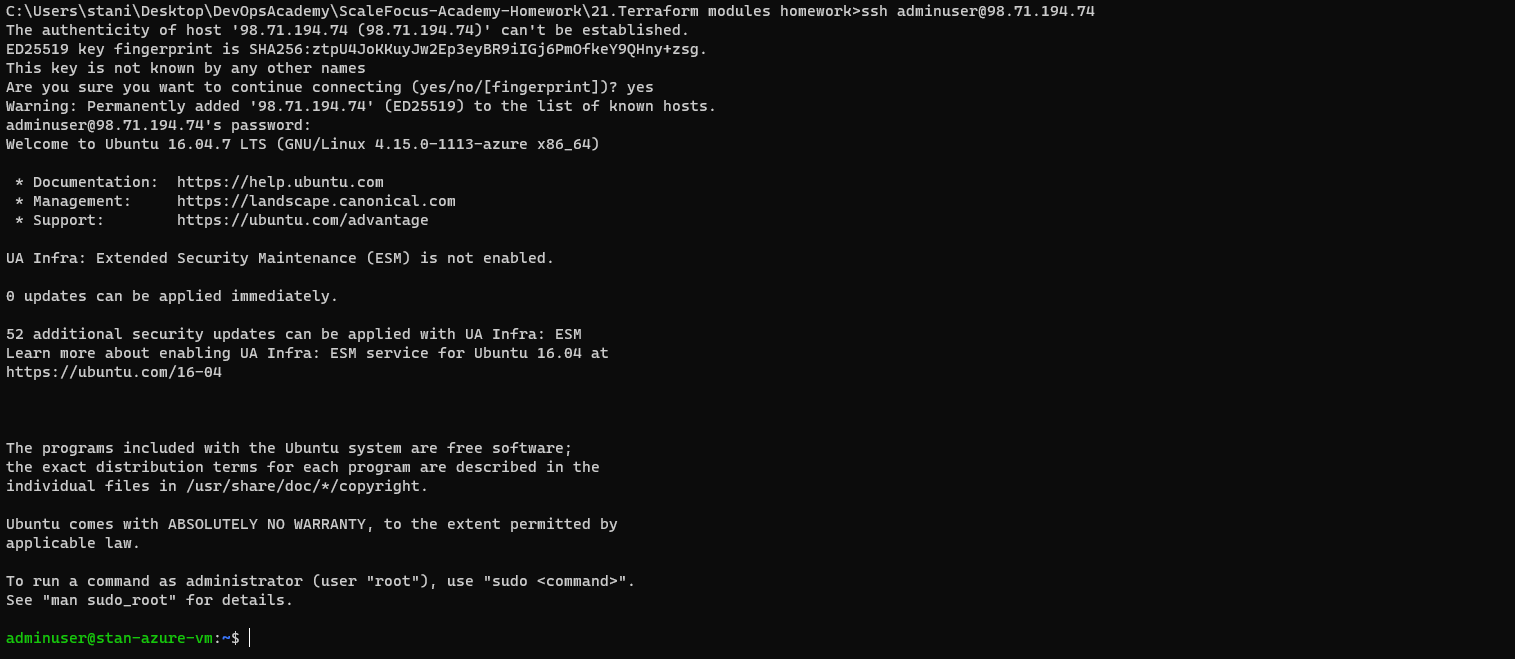 C:\Users\stani\Desktop\DevOpsAcademy\ScaleFocus-Academy-Homework\21.Terraform modules homework>ssh adminuser@98.71.194.74
The authenticity of host '98.71.194.74 (98.71.194.74)' can't be established.
ED25519 key fingerprint is SHA256:ztpU4JoKKuyJw2Ep3eyBR9iIGj6PmOfkeY9QHny+zsg.
This key is not known by any other names
Are you sure you want to continue connecting (yes/no/[fingerprint])? yes
Warning: Permanently added '98.71.194.74' (ED25519) to the list of known hosts.
adminuser@98.71.194.74's password:
Welcome to Ubuntu 16.04.7 LTS (GNU/Linux 4.15.0-1113-azure x86_64)

 * Documentation:  https://help.ubuntu.com
 * Management:     https://landscape.canonical.com
 * Support:        https://ubuntu.com/advantage

UA Infra: Extended Security Maintenance (ESM) is not enabled.

0 updates can be applied immediately.

52 additional security updates can be applied with UA Infra: ESM
Learn more about enabling UA Infra: ESM service for Ubuntu 16.04 at
https://ubuntu.com/16-04

The programs included with the Ubuntu system are free software;
the exact distribution terms for each program are described in the
individual files in /usr/share/doc/*/copyright.

Ubuntu comes with ABSOLUTELY NO WARRANTY, to the extent permitted by
applicable law.

To run a command as administrator (user "root"), use "sudo <command>".
See "man sudo_root" for details.

adminuser@stan-azure-vm:~$